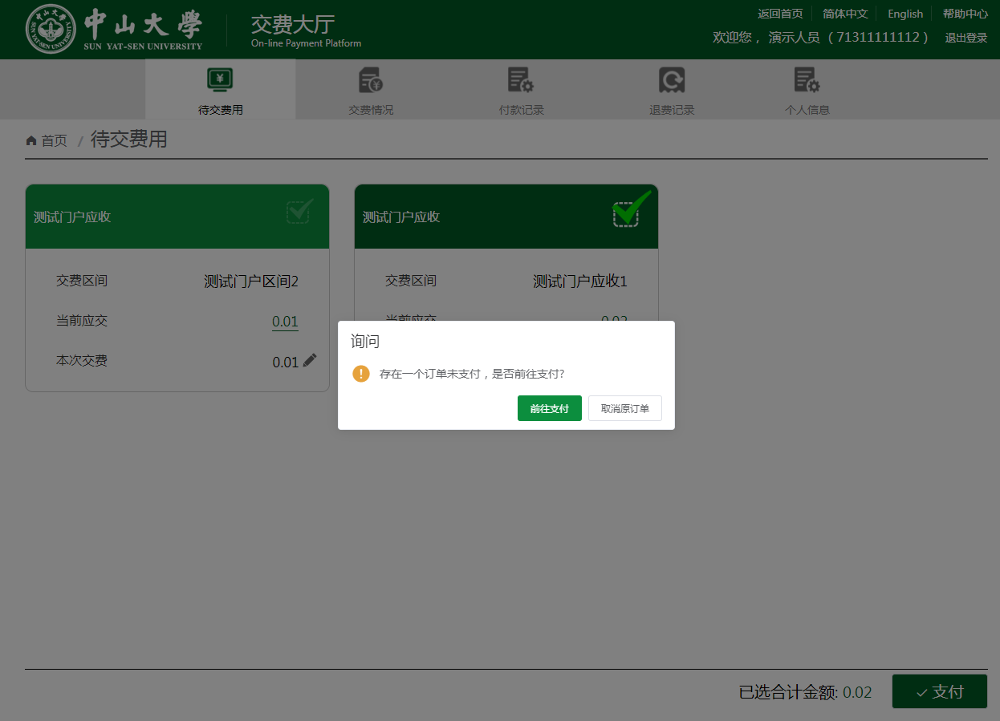 中山大學
SUN YAT-SEN UNIVERSITY
交费大厅
On-line Payment Platform
返回首页 简体中文 English 帮助中心
欢迎您， 演示人员 （ 71311111112 ） 退出登录
待交费用 交费情况 付款记录 退费记录 个人信息
首页 / 待交费用
测试门户应收
交费区间 测试门户区间2
当前应交 0.01
本次交费 0.01
测试门户应收
交费区间 测试门户应收1
当前应交 0.02
询问
存在一个订单未支付，是否前往支付?
前往支付 取消原订单
已选合计金额: 0.02 支付